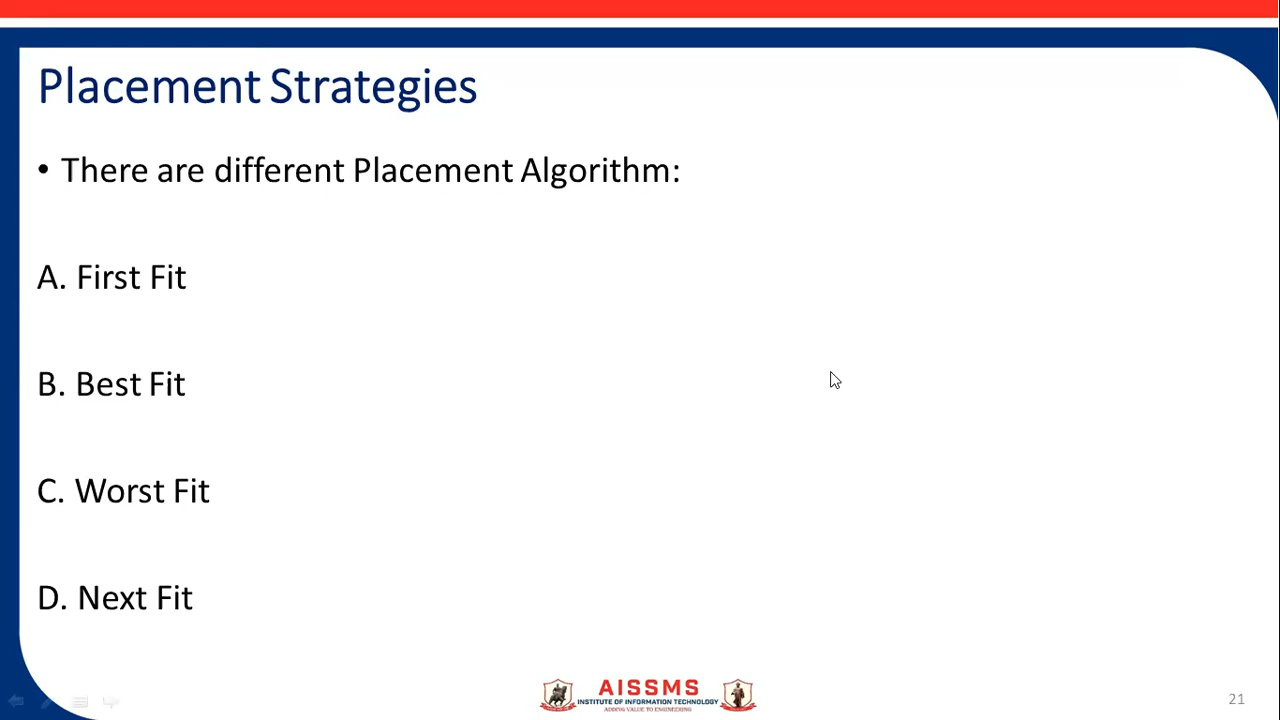 Placement Strategies
• There are different Placement Algorithm:
A. First Fit
B. Best Fit
C. Worst Fit
D. Next Fit
AISSMS
INSTITUTE OF INFORMATION TECHNOLOGY
ADDING VALUE TO ENGINEERING
21